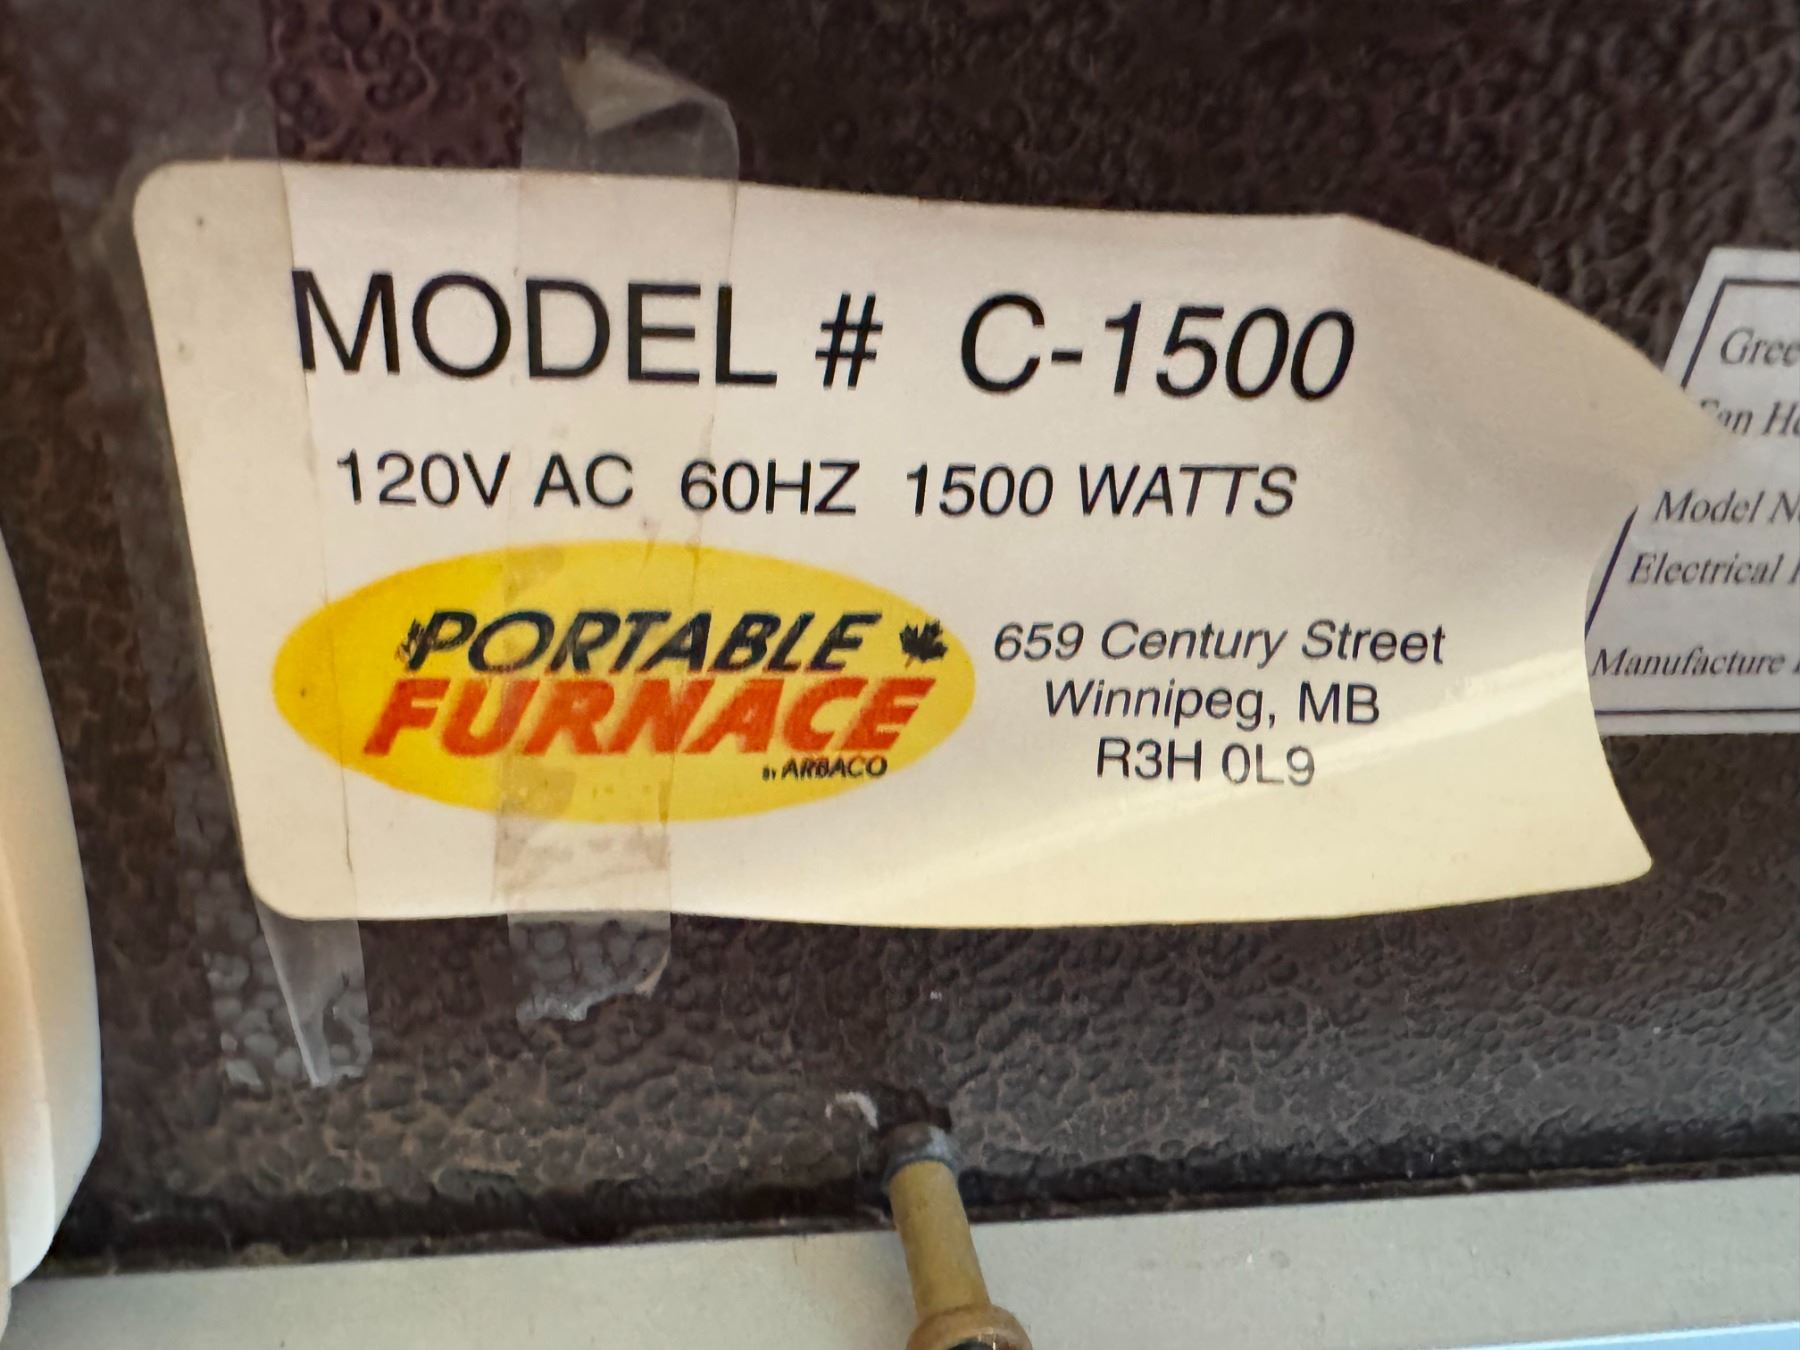 MODEL # C-1500
120V AC 60HZ 1500 WATTS
PORTABLE
FURNACE
BY ARBACO
659 Century Street
Winnipeg, MB
R3H 0L9
Model
Electrical
Manufacture